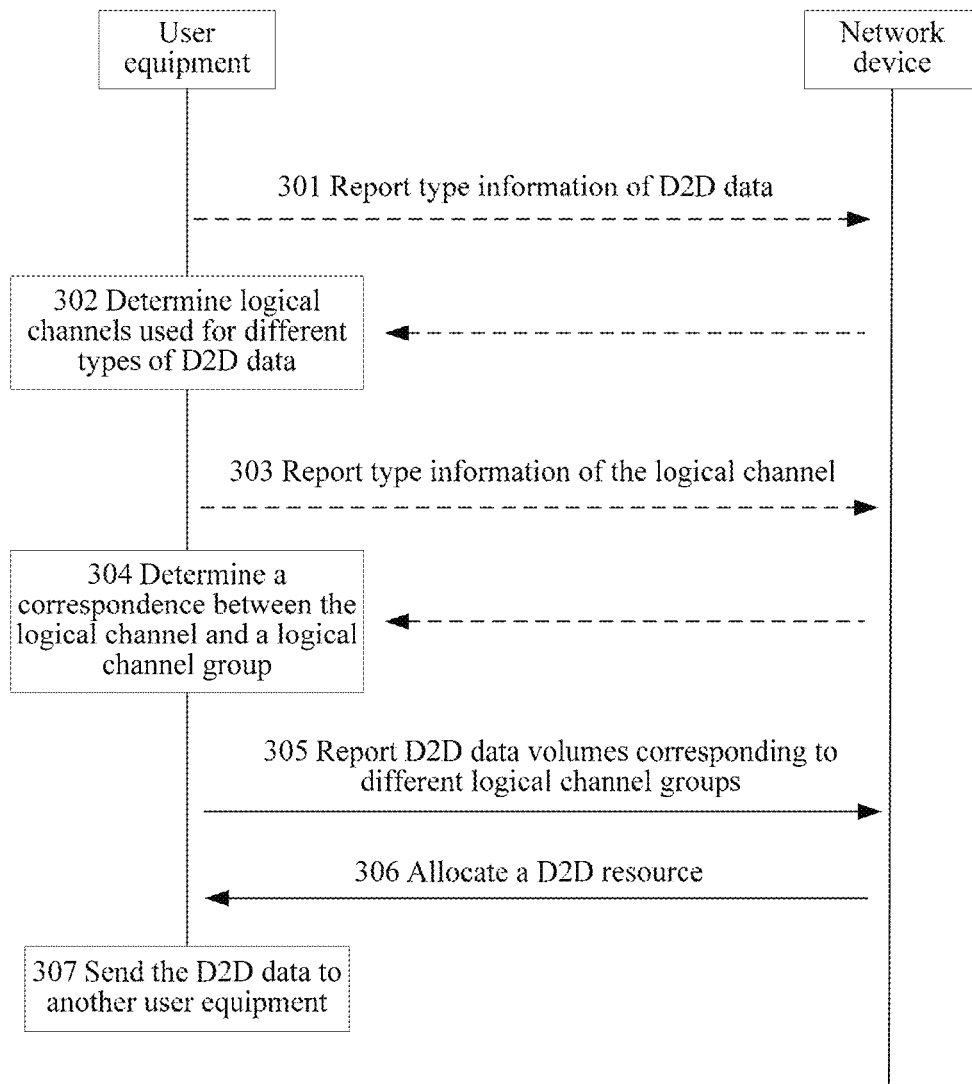 User
equipment
Network
device
301 Report type information of D2D data
302 Determine logical
channels used for different
types of D2D data
303 Report type information of the logical channel
304 Determine a
correspondence between the
logical channel and a logical
channel group
305 Report D2D data volumes corresponding to
different logical channel groups
306 Allocate a D2D resource
307 Send the D2D data to
another user equipment